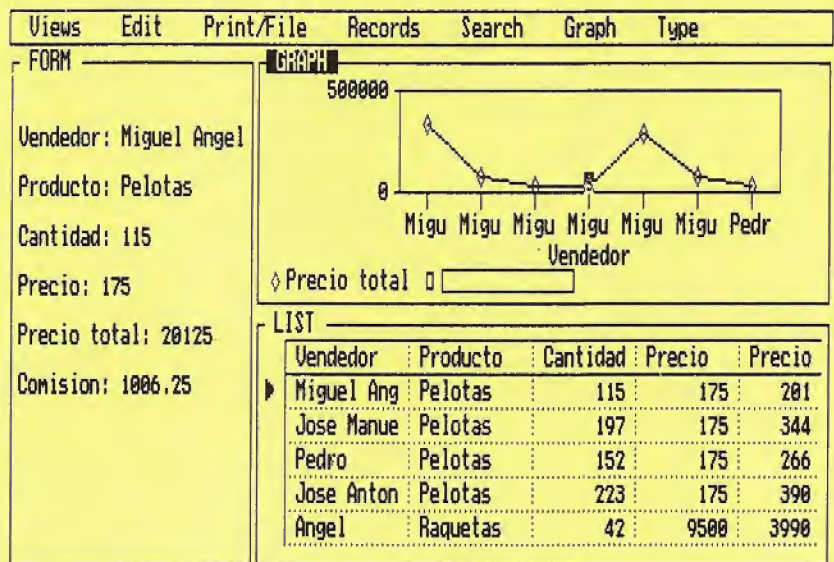 Views Edit Print/File Records Search Graph Type
FORM
Vendedor: Miguel Angel
Producto: Pelotas
Cantidad: 115
Precio: 175
Precio total: 20125
Comision: 1006.25
GRAPH
500000
0
Migu Migu Migu Migu Migu Migu Pedr
Vendedor
Precio total
LIST
Vendedor Producto Cantidad Precio Precio
Miguel Ang Pelotas 115 175 201
Jose Manue Pelotas 197 175 344
Pedro Pelotas 152 175 266
Jose Anton Pelotas 223 175 390
Angel Raquetas 42 9500 3990